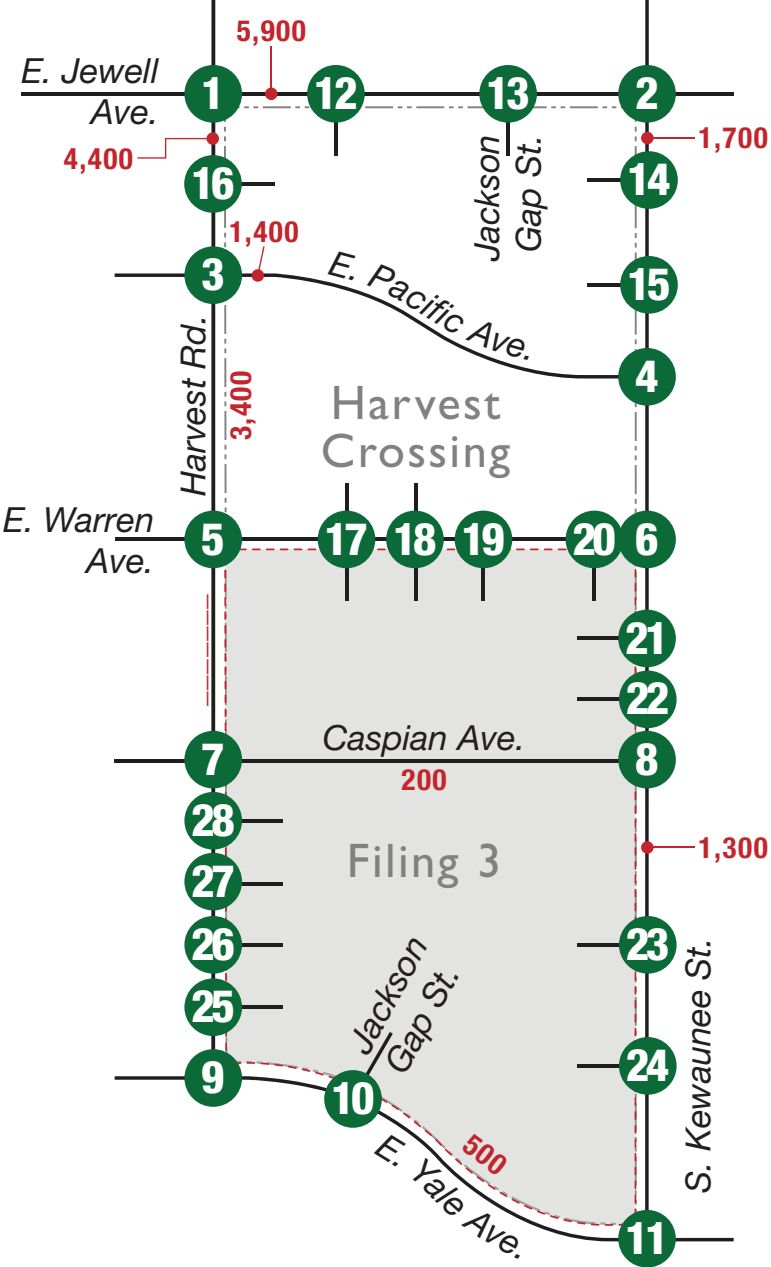 5,900
E. Jewell
Ave.
1
12
13
2
4,400
1,700
16
Jackson
Gap St.
14
1,400
3
E. Pacific Ave.
15
4
Harvest Rd.
3,400
Harvest
Crossing
E. Warren
Ave.
5
17
18
19
20
6
21
22
Caspian Ave.
7
200
8
28
Filing 3
1,300
27
26
23
Jackson
Gap St.
S. Kewaunee St.
25
24
9
10
500
E. Yale Ave.
11